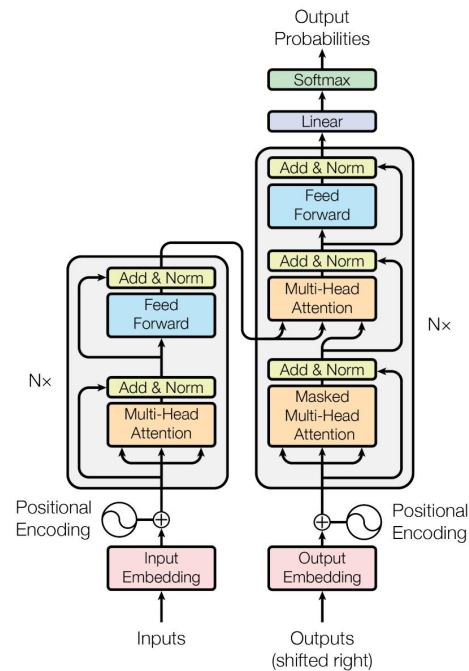 Output
Probabilities
Softmax
Linear
Add & Norm
Feed
Forward
Add & Norm
Multi-Head
Attention
Add & Norm
Masked
Multi-Head
Attention
N×
Positional
Encoding
Output
Embedding
Outputs
(shifted right)
Add & Norm
Feed
Forward
Add & Norm
Multi-Head
Attention
N×
Positional
Encoding
Input
Embedding
Inputs